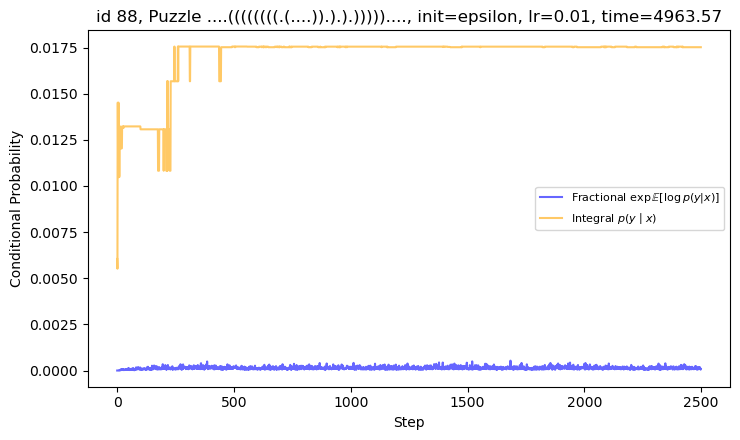 id 88, Puzzle ....((((((((.(....)).).).)))))...., init=epsilon, lr=0.01, time=4963.57
Conditional Probability
0.0175
0.0150
0.0125
0.0100
0.0075
0.0050
0.0025
0.0000
Fractional exp𝔼[log p(y|x)]
Integral p(y | x)
0 500 1000 1500 2000 2500
Step